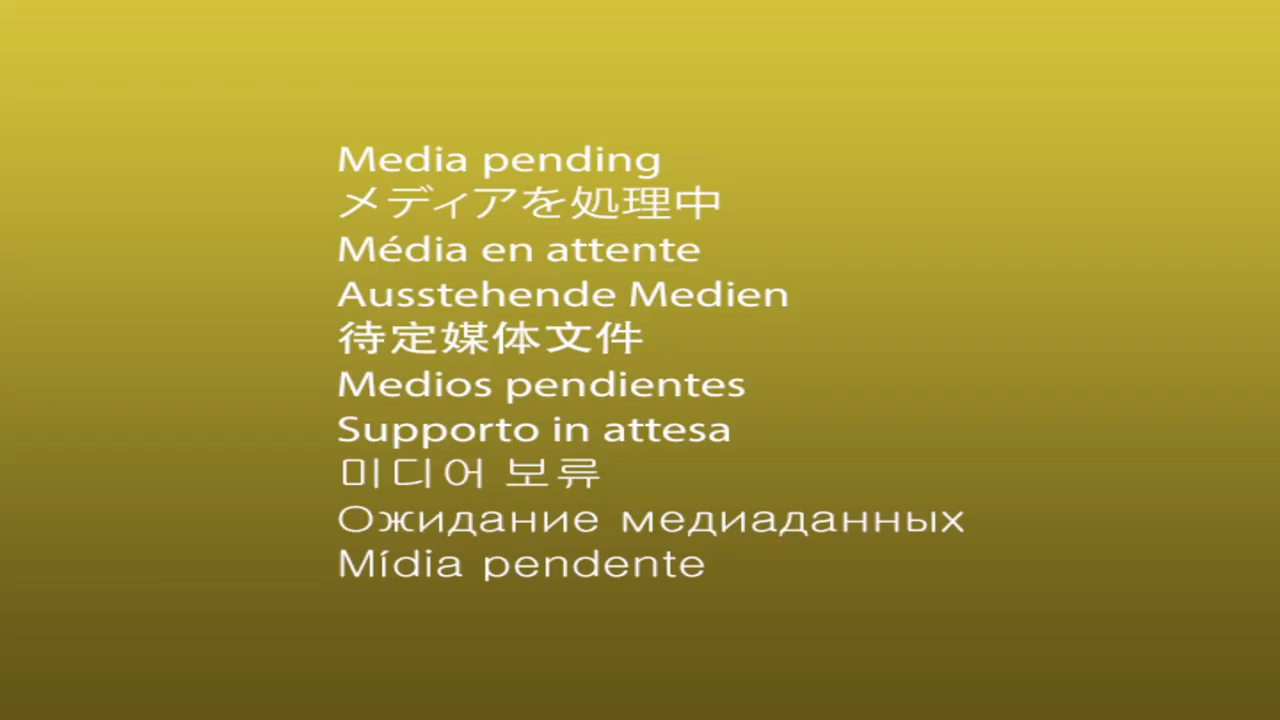 Media pending
メディアを処理中
Média en attente
Ausstehende Medien
待定媒体文件
Medios pendientes
Supporto in attesa
미디어 보류
Ожидание медиаданных
Mídia pendente